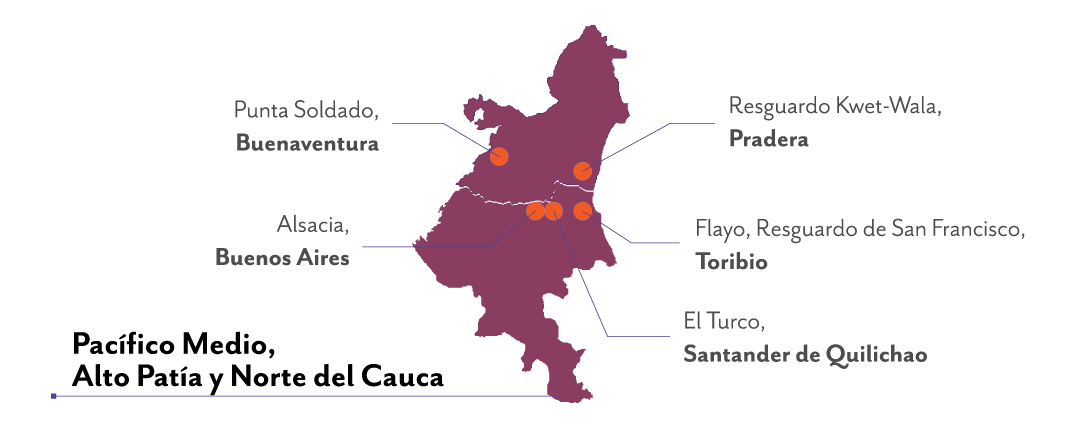 Punta Soldado,
Buenaventura
Resguardo Kwet-Wala,
Pradera
Alsacia,
Buenos Aires
Flayo, Resguardo de San Francisco,
Toribio
El Turco,
Santander de Quilichao
Pacífico Medio,
Alto Patía y Norte del Cauca